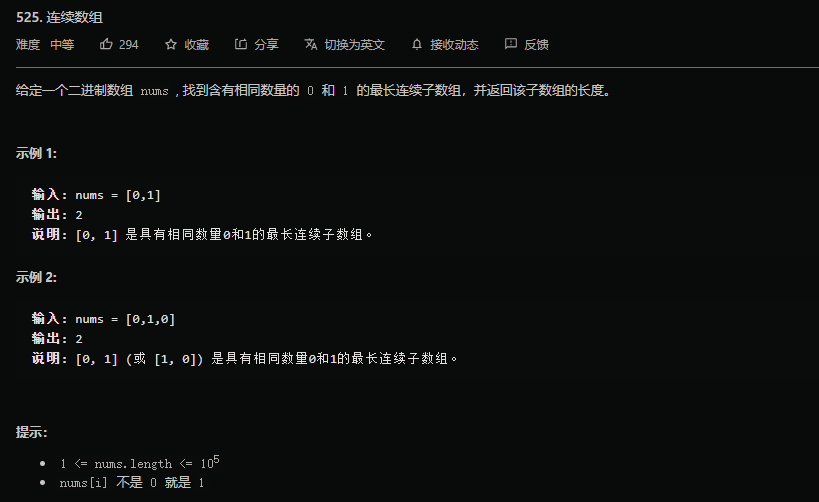 525. 连续数组
难度 中等 294 收藏 分享 切换为英文 接收动态 反馈
给定一个二进制数组 nums , 找到含有相同数量的 0 和 1 的最长连续子数组，并返回该子数组的长度。
示例 1:
输入: nums = [0,1]
输出: 2
说明: [0, 1] 是具有相同数量0和1的最长连续子数组。
示例 2:
输入: nums = [0,1,0]
输出: 2
说明: [0, 1] (或 [1, 0]) 是具有相同数量0和1的最长连续子数组。
提示：
• 1 <= nums.length <= 10⁵
• nums[i] 不是 0 就是 1